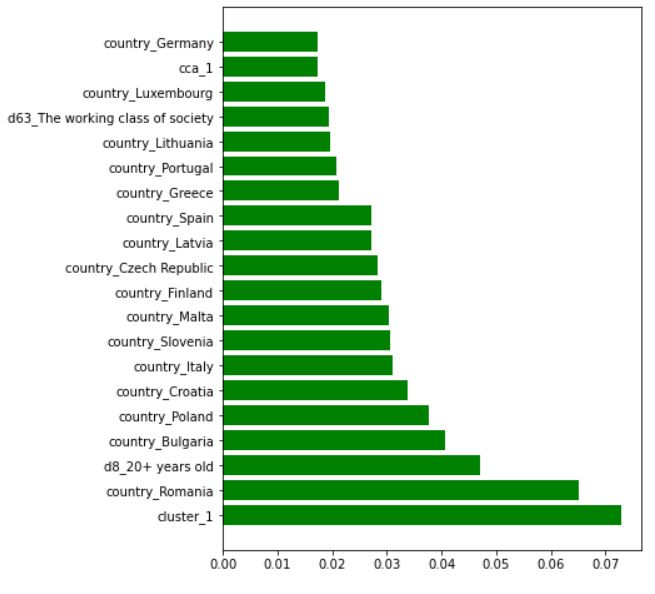 country_Germany
cca_1
country_Luxembourg
d63_The working class of society
country_Lithuania
country_Portugal
country_Greece
country_Spain
country_Latvia
country_Czech Republic
country_Finland
country_Malta
country_Slovenia
country_Italy
country_Croatia
country_Poland
country_Bulgaria
d8_20+ years old
country_Romania
cluster_1
0.00 0.01 0.02 0.03 0.04 0.05 0.06 0.07